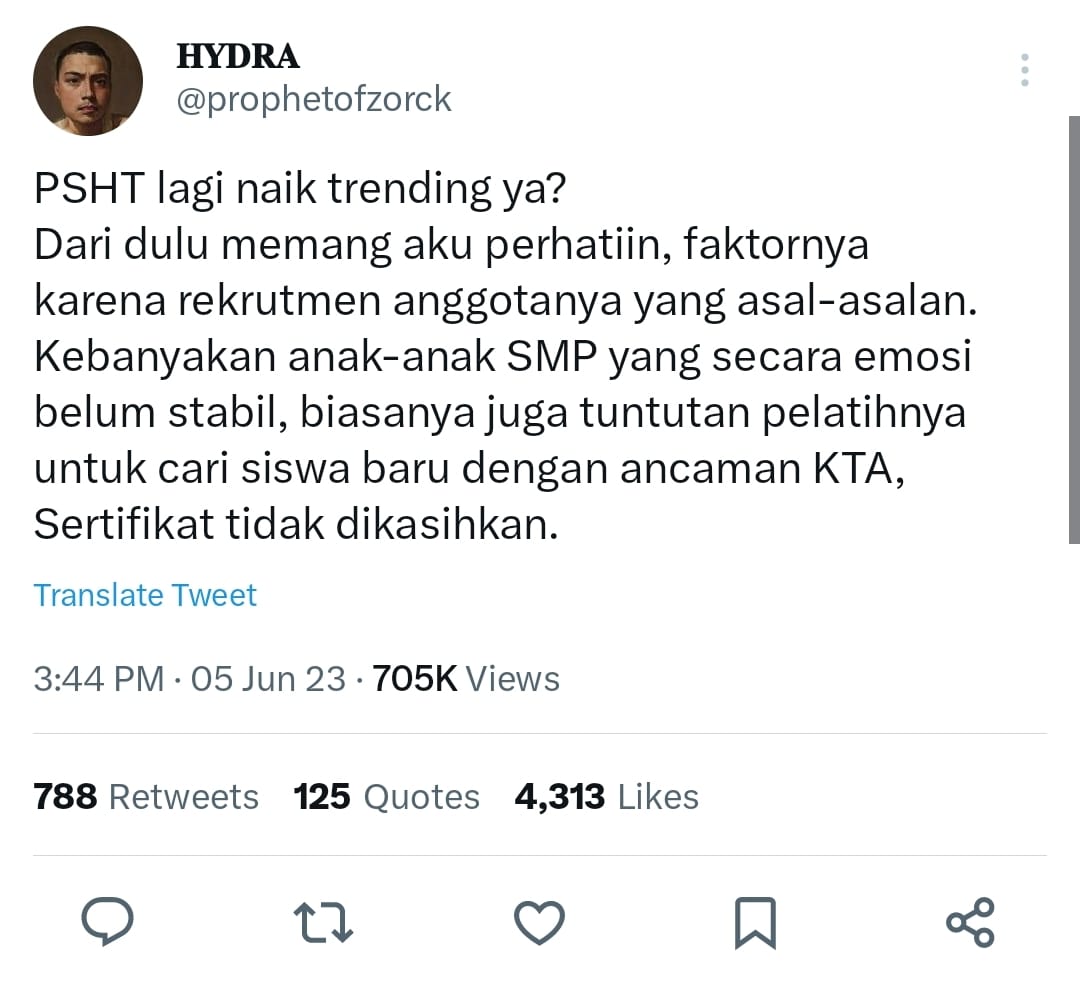 HYDRA
@prophetofzorck
PSHT lagi naik trending ya?
Dari dulu memang aku perhatiin, faktornya
karena rekrutmen anggotanya yang asal-asalan.
Kebanyakan anak-anak SMP yang secara emosi
belum stabil, biasanya juga tuntutan pelatihnya
untuk cari siswa baru dengan ancaman KTA,
Sertifikat tidak dikasihkan.
Translate Tweet
3:44 PM · 05 Jun 23 · 705K Views
788 Retweets 125 Quotes 4,313 Likes